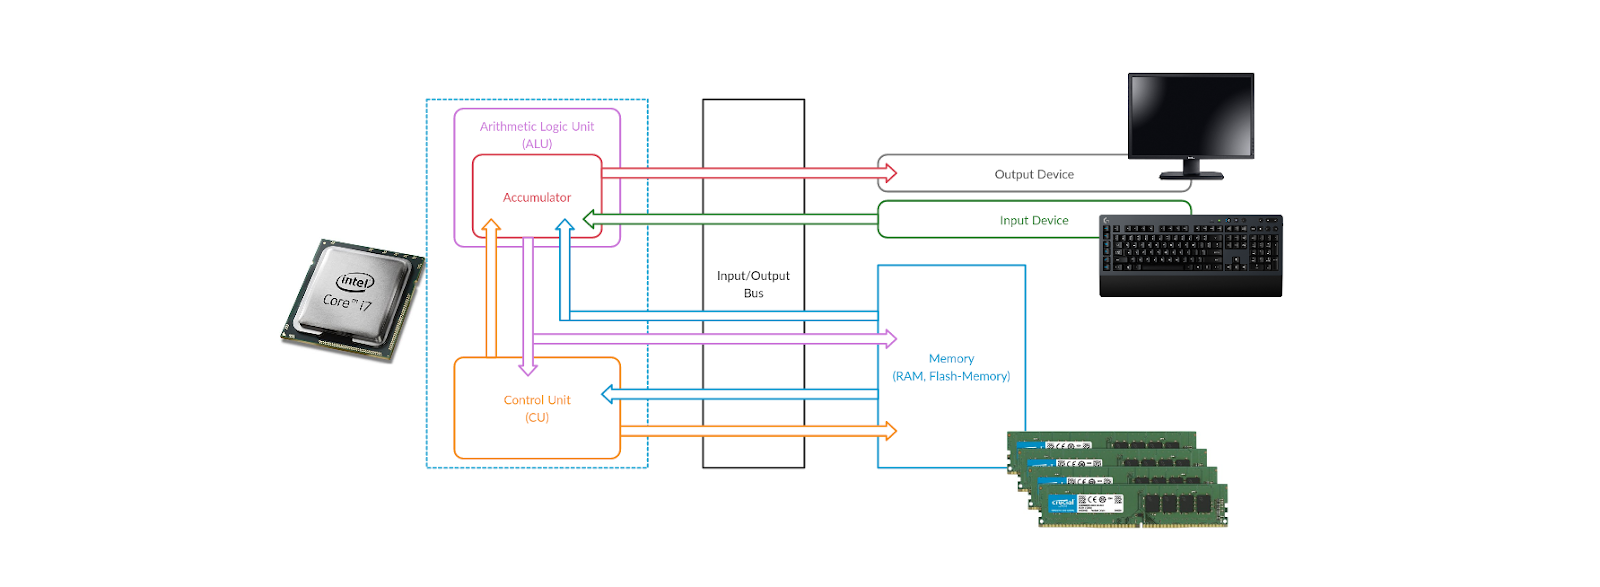 Arithmetic Logic Unit
(ALU)
Accumulator
Output Device
Input Device
Input/Output
Bus
intel
Core™ i7
Memory
(RAM, Flash-Memory)
Control Unit
(CU)
crucial